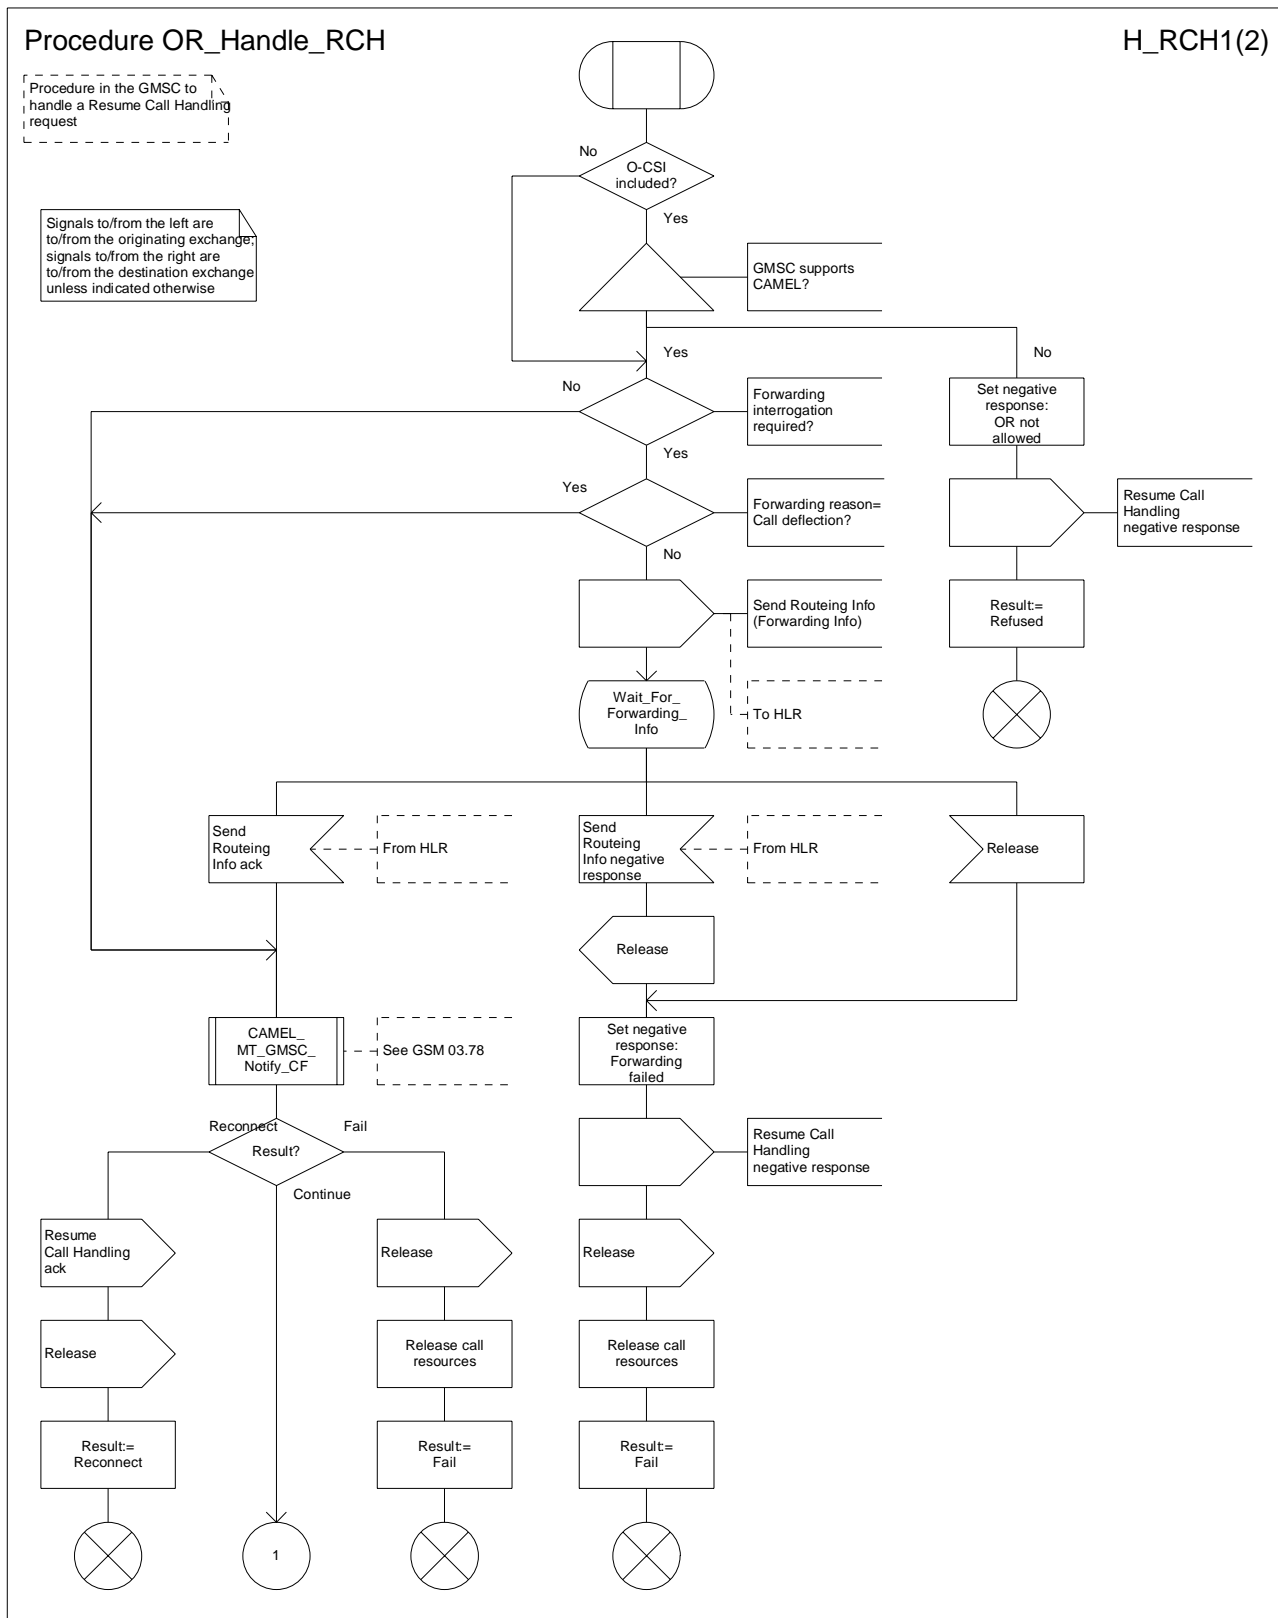 Procedure OR_Handle_RCH
H_RCH1(2)
Procedure in the GMSC to
handle a Resume Call Handling
request
Signals to/from the left are
to/from the originating exchange;
signals to/from the right are
to/from the destination exchange
unless indicated otherwise
No
O-CSI
included?
Yes
GMSC supports
CAMEL?
Yes
No
No
Forwarding
interrogation
required?
Set negative
response:
OR not
allowed
Yes
Yes
Forwarding reason=
Call deflection?
Resume Call
Handling
negative response
No
Send Routeing Info
(Forwarding Info)
Result:=
Refused
Wait_For_
Forwarding_
Info
To HLR
Send
Routeing
Info ack
From HLR
Send
Routeing
Info negative
response
From HLR
Release
Release
CAMEL_
MT_GMSC_
Notify_CF
See GSM 03.78
Set negative
response:
Forwarding
failed
Reconnect
Fail
Result?
Continue
Resume Call
Handling
negative response
Resume
Call Handling
ack
Release
Release
Release
Release call
resources
Release call
resources
Result:=
Reconnect
Result:=
Fail
Result:=
Fail
1